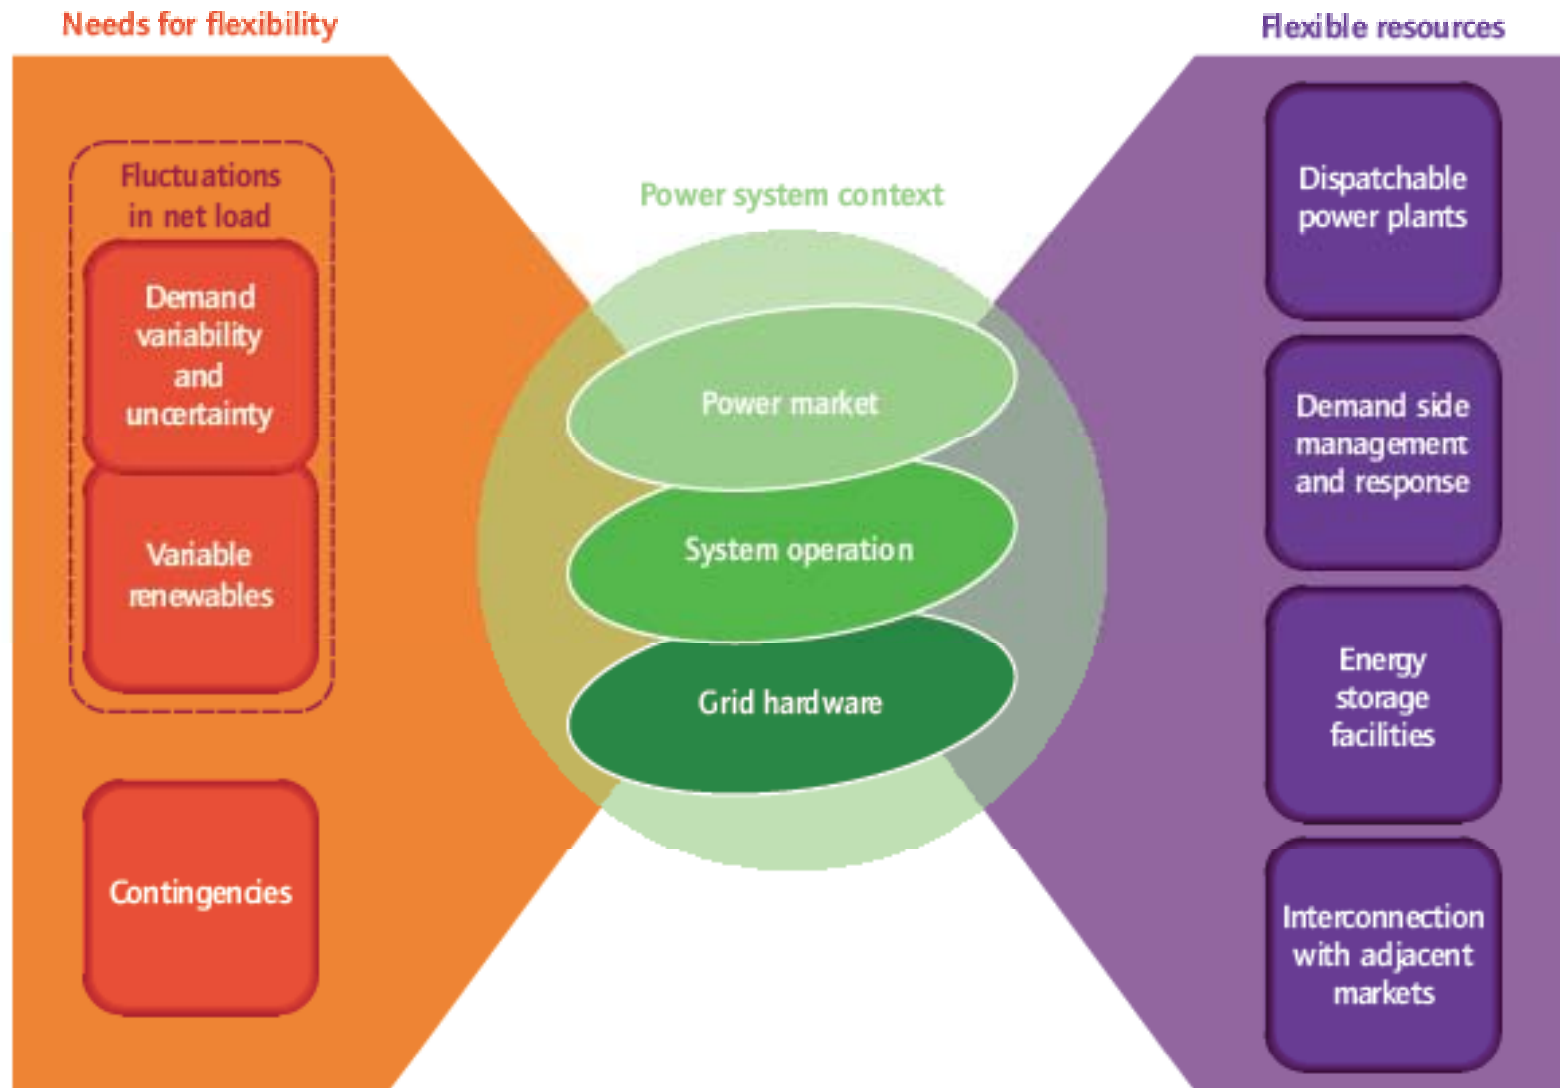 Needs for flexibility
Fluctuations
in net load
Demand
variability
and
uncertainty
Variable
renewables
Contingencies
Power system context
Power market
System operation
Grid hardware
Flexible resources
Dispatchable
power plants
Demand side
management
and response
Energy
storage
facilities
Interconnection
with adjacent
markets